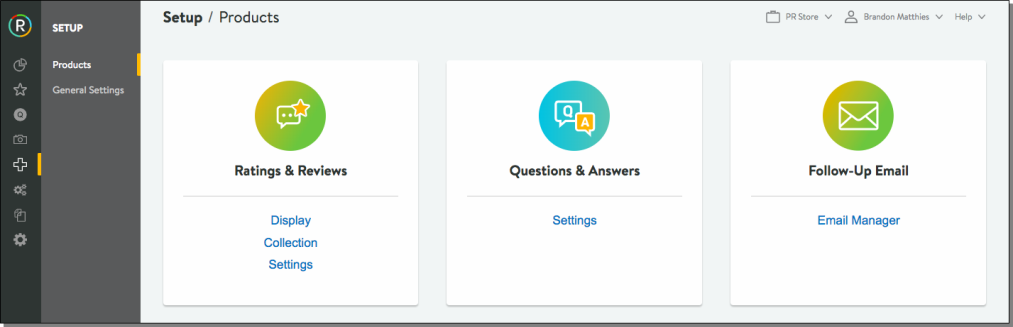 R
SETUP
Setup / Products
PR Store
Brandon Matthies
Help
Products
General Settings
Q
Q
A
Ratings & Reviews
Questions & Answers
Follow-Up Email
Display
Settings
Email Manager
Collection
Settings